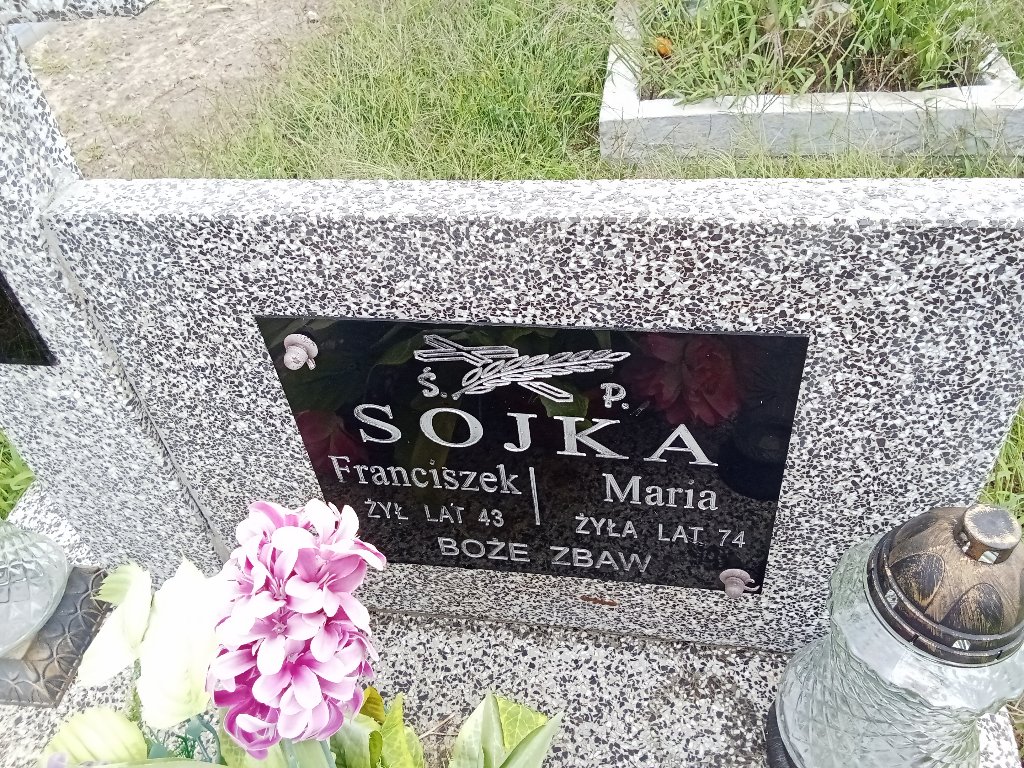 Ś. P.
SOJKA
Franciszek Maria
ŻYŁ LAT 43 ŻYŁA LAT 74
BOŻE ZBAW